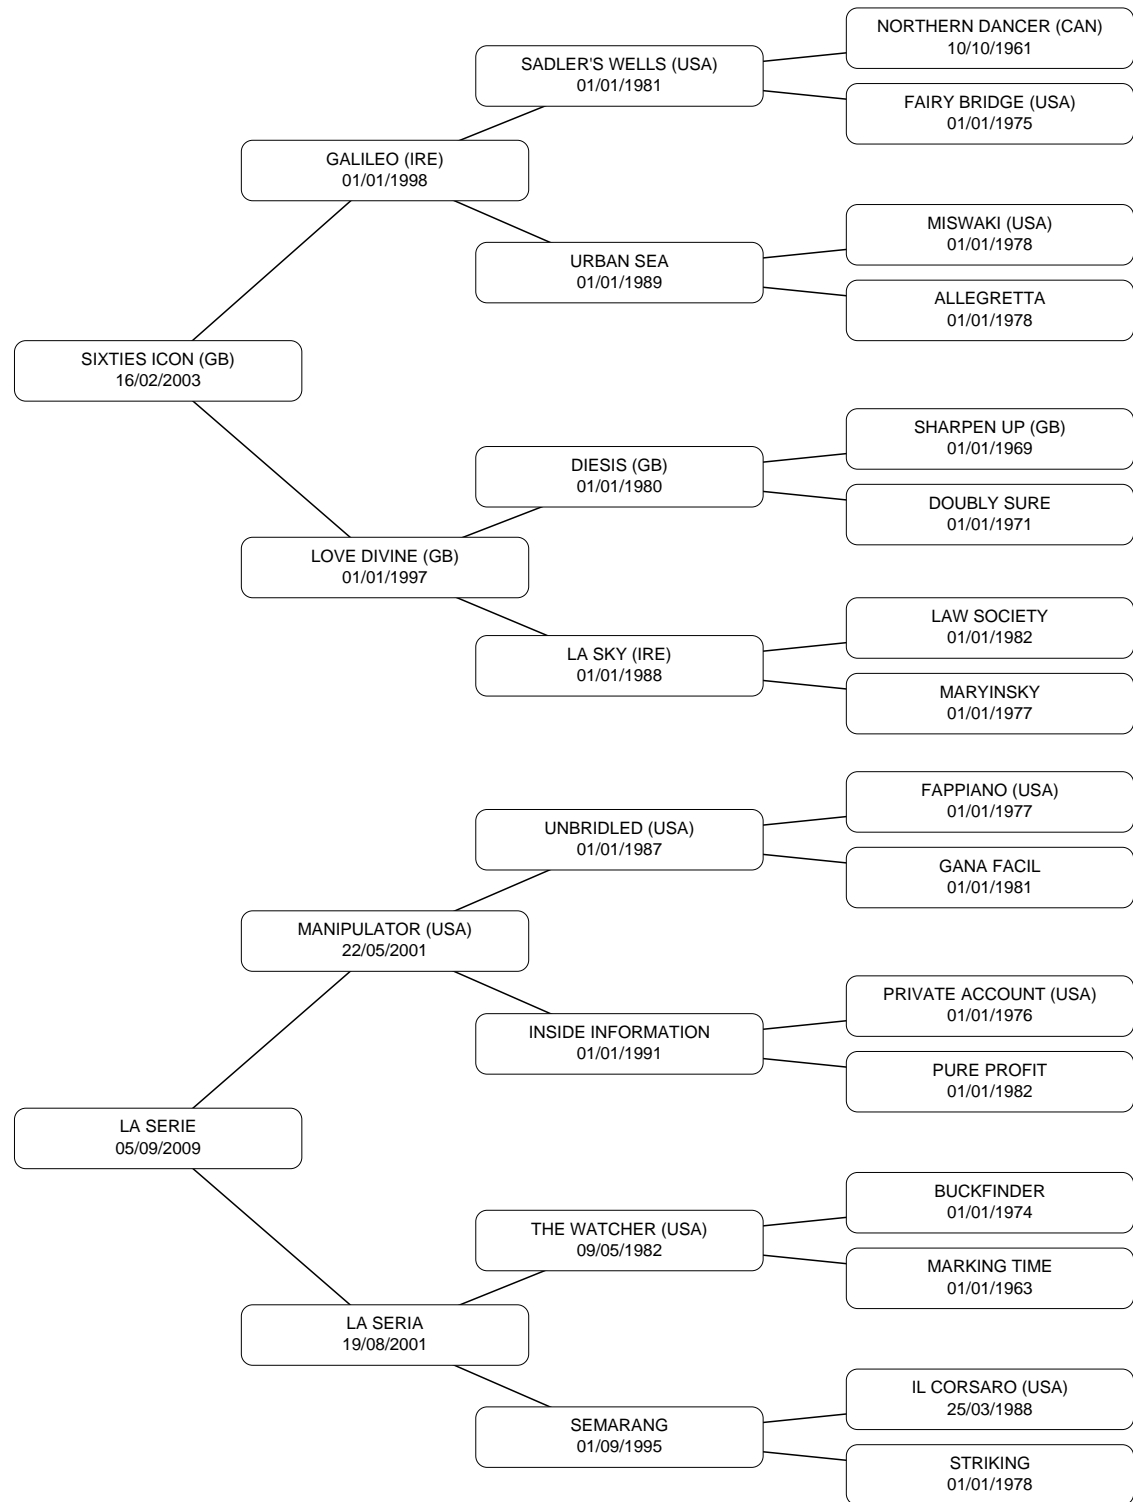 NORTHERN DANCER (CAN)
10/10/1961
SADLER'S WELLS (USA)
01/01/1981
FAIRY BRIDGE (USA)
01/01/1975
GALILEO (IRE)
01/01/1998
MISWAKI (USA)
01/01/1978
URBAN SEA
01/01/1989
ALLEGRETTA
01/01/1978
SIXTIES ICON (GB)
16/02/2003
SHARPEN UP (GB)
01/01/1969
DIESIS (GB)
01/01/1980
DOUBLY SURE
01/01/1971
LOVE DIVINE (GB)
01/01/1997
LAW SOCIETY
01/01/1982
LA SKY (IRE)
01/01/1988
MARYINSKY
01/01/1977
FAPPIANO (USA)
01/01/1977
UNBRIDLED (USA)
01/01/1987
GANA FACIL
01/01/1981
MANIPULATOR (USA)
22/05/2001
PRIVATE ACCOUNT (USA)
01/01/1976
INSIDE INFORMATION
01/01/1991
PURE PROFIT
01/01/1982
LA SERIE
05/09/2009
BUCKFINDER
01/01/1974
THE WATCHER (USA)
09/05/1982
MARKING TIME
01/01/1963
LA SERIA
19/08/2001
IL CORSARO (USA)
25/03/1988
SEMARANG
01/09/1995
STRIKING
01/01/1978